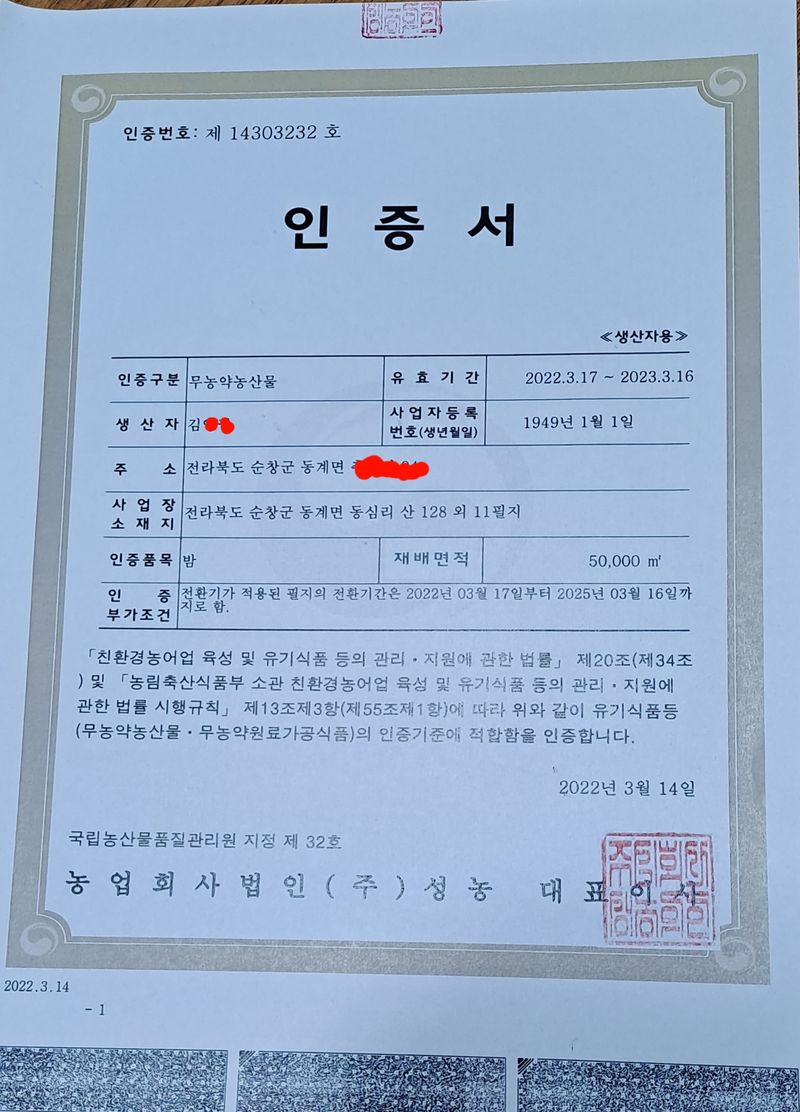 인증번호: 제 14303232 호
인 증 서
≪생산자용≫
인증구분 무농약농산물 유 효 기 간 2022.3.17 ~ 2023.3.16
생 산 자 김 사업자등록 번호(생년월일) 1949년 1월 1일
주 소 전라북도 순창군 동계면
사 업 장 소 재 지 전라북도 순창군 동계면 동심리 산 128 외 11필지
인증품목 밤 재배면적 50,000 ㎡
인 증 부가조건 전환기가 적용된 필지의 전환기간은 2022년 03월 17일부터 2025년 03월 16일까
지로 함.
「친환경농어업 육성 및 유기식품 등의 관리·지원에 관한 법률」 제20조(제34조
) 및 「농림축산식품부 소관 친환경농어업 육성 및 유기식품 등의 관리·지원에
관한 법률 시행규칙」 제13조제3항(제55조제1항)에 따라 위와 같이 유기식품등
(무농약농산물·무농약원료가공식품)의 인증기준에 적합함을 인증합니다.
2022년 3월 14일
국립농산물품질관리원 지정 제 32호
농업회사법인(주)성농 대표이사
2022.3.14
- 1